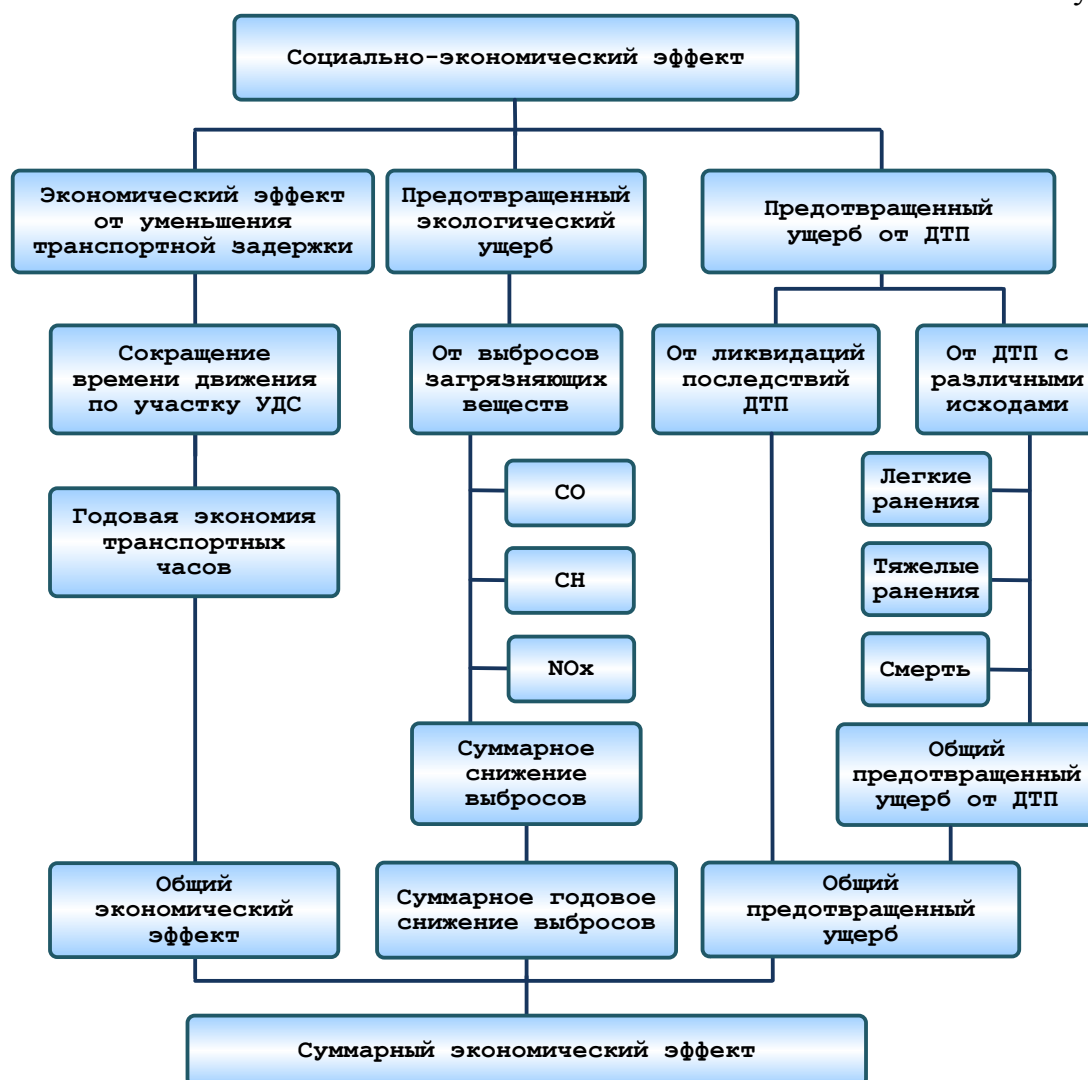 у
Социально-экономический эффект
Экономический эффект
от уменьшения
транспортной задержки
Предотвращенный
экологический
ущерб
Предотвращенный
ущерб от ДТП
Сокращение
времени движения
по участку УДС
От выбросов
загрязняющих
веществ
От ликвидаций
последствий
ДТП
От ДТП с
различными
исходами
Годовая экономия
транспортных
часов
CO
CH
NOx
Легкие
ранения
Тяжелые
ранения
Смерть
Суммарное
снижение
выбросов
Общий
предотвращенный
ущерб от ДТП
Общий
экономический
эффект
Суммарное годовое
снижение выбросов
Общий
предотвращенный
ущерб
Суммарный экономический эффект